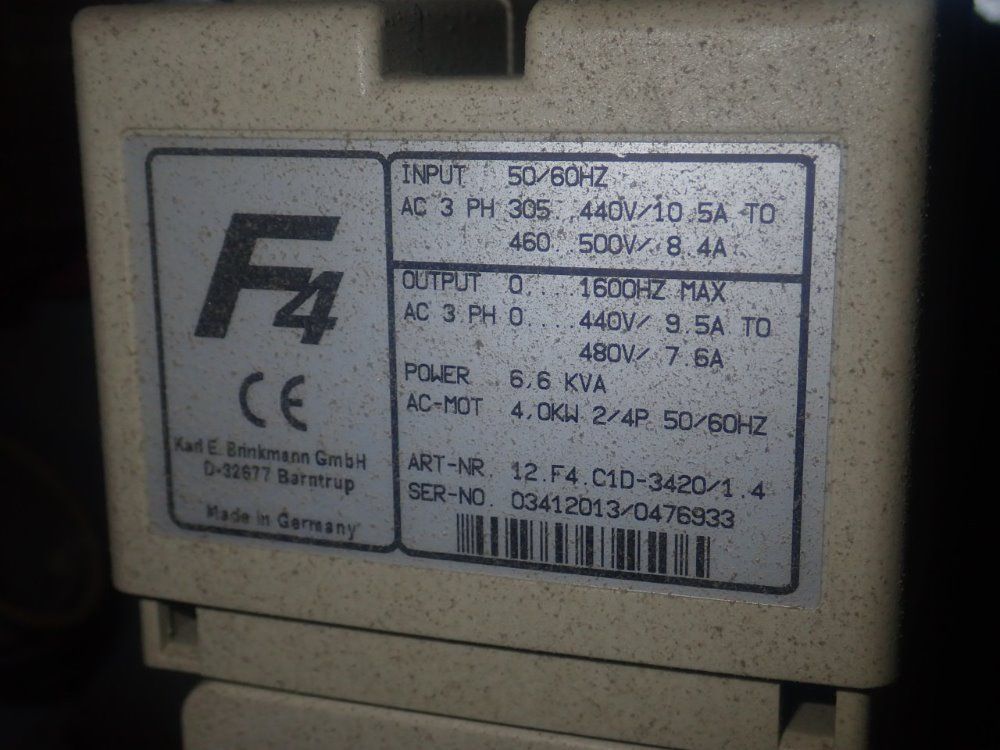 F4
CE
Karl E. Brinkmann GmbH
D-32677 Barntrup
Made in Germany
INPUT 50/60HZ
AC 3 PH 305...440V/10.5A TO
460..500V/ 8.4A
OUTPUT 0....1600HZ MAX
AC 3 PH 0....440V/ 9.5A TO
480V/ 7.6A
POWER 6,6 KVA
AC-MOT 4,0KW 2/4P 50/60HZ
ART-NR. 12.F4.C1D-3420/1.4
SER-NO. 03412013/0476933